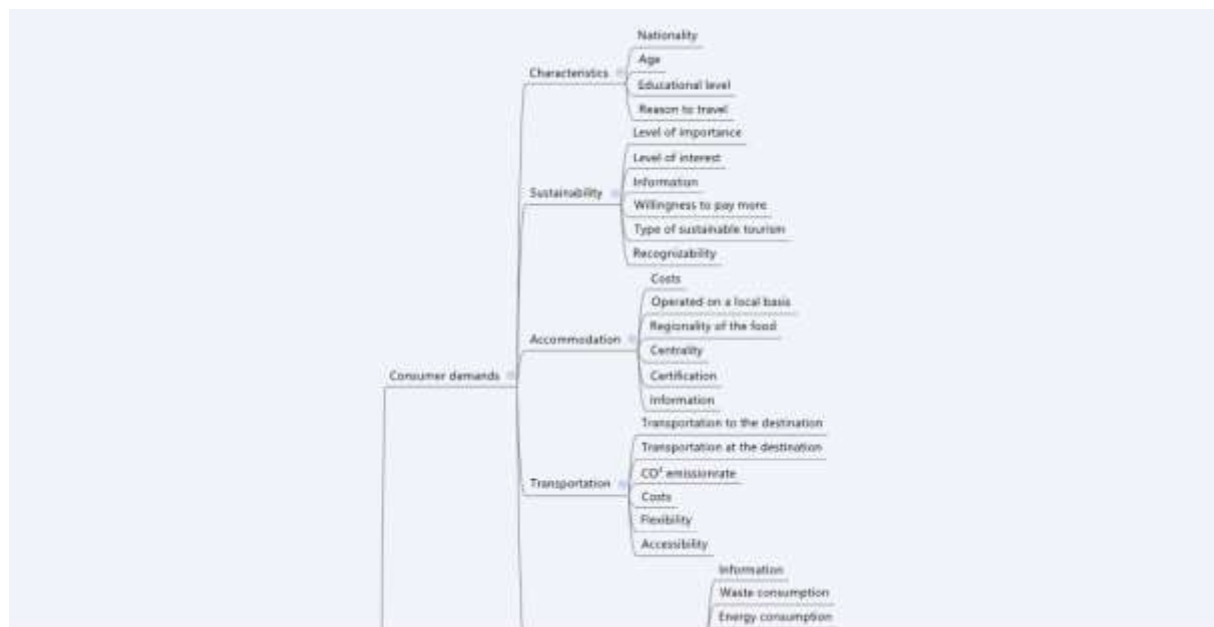 Nationality
Age
Characteristics
Educational level
Reason to travel
Level of importance
Level of interest
Information
Sustainability
Willingness to pay more
Type of sustainable tourism
Recognizability
Costs
Operated on a local basis
Regionality of the food
Accommodation
Centrality
Consumer demands
Certification
Information
Transportation to the destination
Transportation at the destination
CO² emissionrate
Transportation
Costs
Flexibility
Accessibility
Information
Waste consumption
Energy consumption